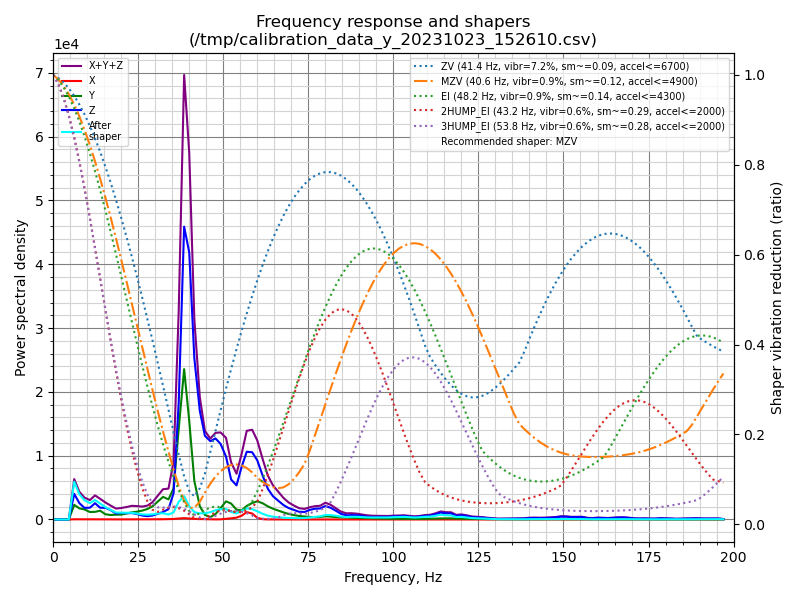 Frequency response and shapers
(/tmp/calibration_data_y_20231023_152610.csv)
1e4
X+Y+Z
X
Y
Z
After
shaper
ZV (41.4 Hz, vibr=7.2%, sm~=0.09, accel<=6700)
MZV (40.6 Hz, vibr=0.9%, sm~=0.12, accel<=4900)
EI (48.2 Hz, vibr=0.9%, sm~=0.14, accel<=4300)
2HUMP_EI (43.2 Hz, vibr=0.6%, sm~=0.29, accel<=2000)
3HUMP_EI (53.8 Hz, vibr=0.6%, sm~=0.28, accel<=2000)
Recommended shaper: MZV
7
6
5
4
3
2
1
0
Power spectral density
1.0
0.8
0.6
0.4
0.2
0.0
Shaper vibration reduction (ratio)
0 25 50 75 100 125 150 175 200
Frequency, Hz